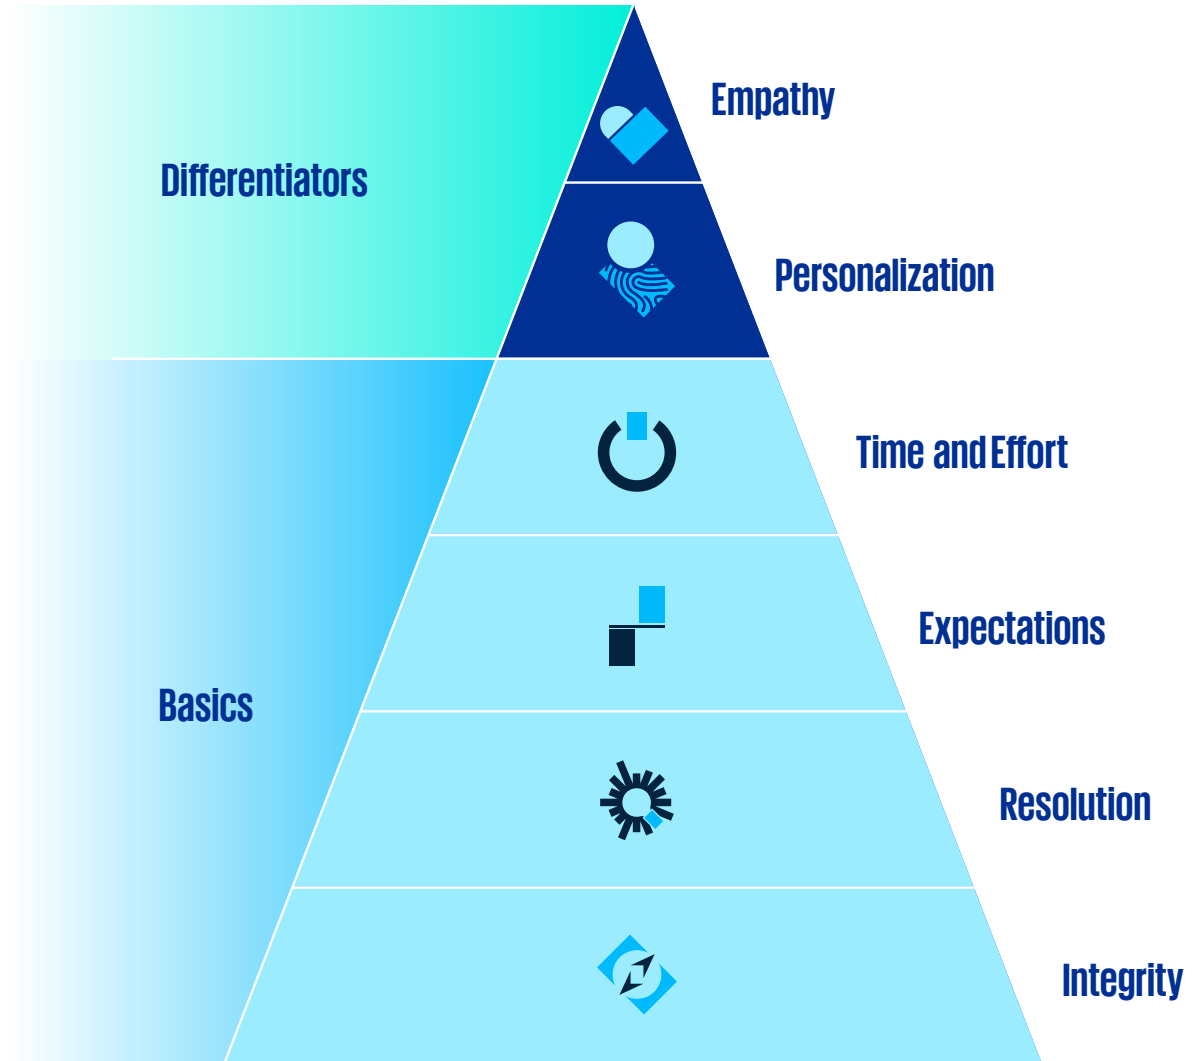 Empathy
Differentiators
Personalization
Time and Effort
Expectations
Basics
Resolution
Integrity